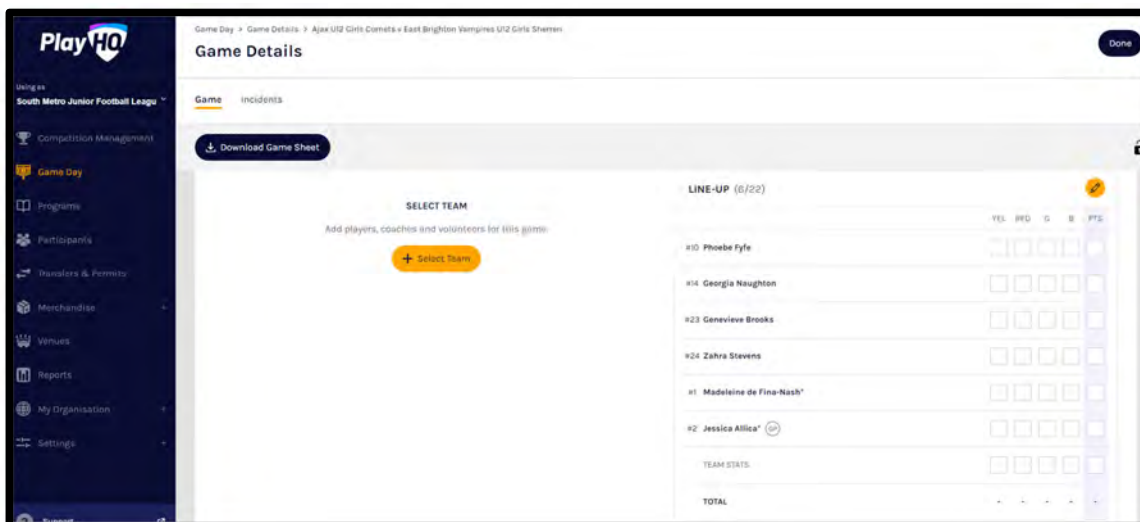 PlayHQ
Using as
South Metro Junior Football Leagu
Competition Management
Game Day
Programs
Participants
Transfers & Permits
Merchandise +
Venues
Reports
My Organisation +
Settings +
Support
Game Day > Game Details > Ajax U12 Girls Comets v East Brighton Vampires U12 Girls Sherrin
Game Details
Done
Game Incidents
Download Game Sheet
SELECT TEAM
Add players, coaches and volunteers for this game.
+ Select Team
LINE-UP (6/22)
YEL RED G B PTS
#10 Phoebe Fyfe
#14 Georgia Naughton
#23 Genevieve Brooks
#24 Zahra Stevens
#1 Madeleine de Fina-Nash*
#2 Jessica Allica* GP
TEAM STATS
TOTAL - - - - -